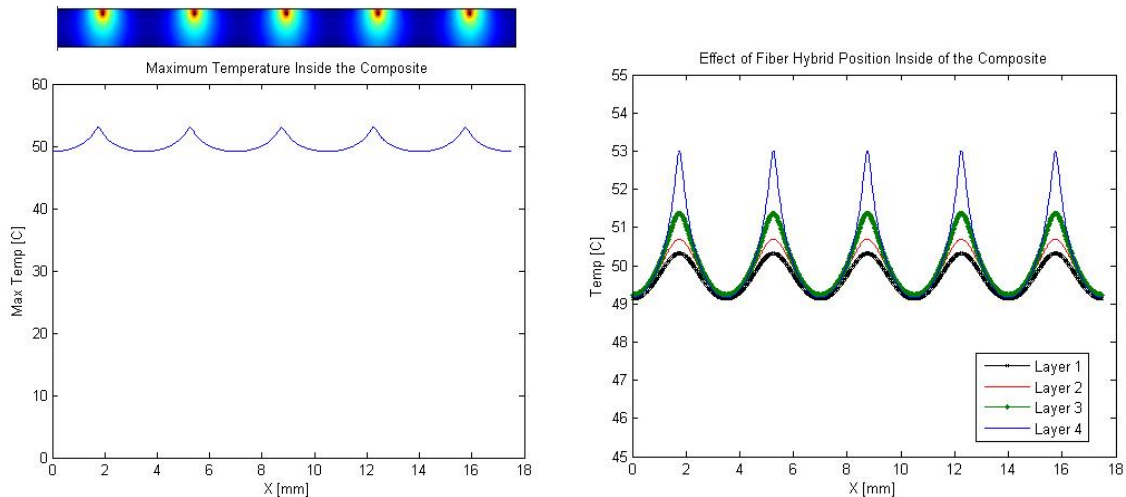 Maximum Temperature Inside the Composite
60
50
40
30
20
10
0
Max Temp [C]
0 2 4 6 8 10 12 14 16 18
X [mm]
Effect of Fiber Hybrid Position Inside of the Composite
55
54
53
52
51
50
49
48
47
46
45
Temp [C]
0 2 4 6 8 10 12 14 16 18
X [mm]
Layer 1
Layer 2
Layer 3
Layer 4